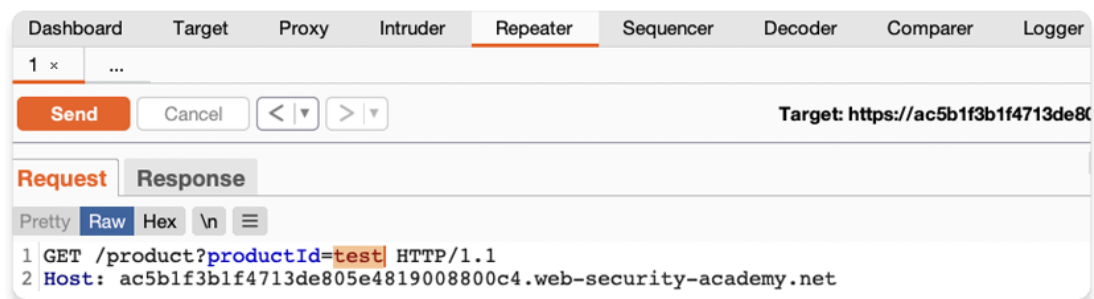 Dashboard Target Proxy Intruder Repeater Sequencer Decoder Comparer Logger
1 × ...
Send Cancel < > Target: https://ac5b1f3b1f4713de80
Request Response
Pretty Raw Hex \n ≡
1 GET /product?productId=test HTTP/1.1
2 Host: ac5b1f3b1f4713de805e4819008800c4.web-security-academy.net